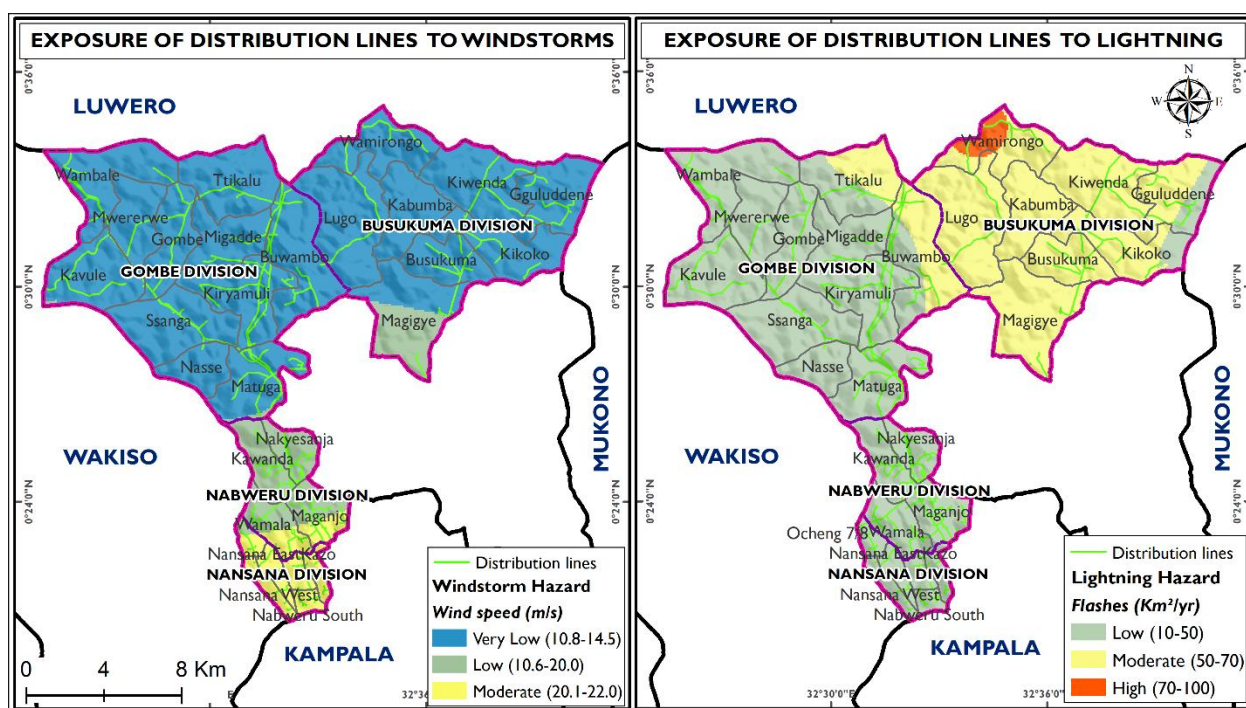 EXPOSURE OF DISTRIBUTION LINES TO WINDSTORMS
0°36'0"N
LUWERO
Wamirongo
Wambale
Ttikalu
Kiwenda
Gguluddene
Mwererwe
Lugo
Kabumba
BUSUKUMA DIVISION
Gombe
Migadde
Kavule
GOMBE DIVISION
Buwambo
Busukuma
Kikoko
0°30'0"N
Kiryamuli
Ssanga
Magigye
Nasse
Matuga
WAKISO
MUKONO
Nakyesanja
Kawanda
NABWERU DIVISION
0°24'0"N
Maganjo
Wamala
Nansana East
Kazo
NANSANA DIVISION
Nansana West
Nabweru South
KAMPALA
0 4 8 Km
E
32°36
Distribution lines
Windstorm Hazard
Wind speed (m/s)
Very Low (10.8-14.5)
Low (10.6-20.0)
Moderate (20.1-22.0)
EXPOSURE OF DISTRIBUTION LINES TO LIGHTNING
0°36'0"N
N
W E
S
LUWERO
Wamirongo
Wambale
Ttikalu
Kiwenda
Gguluddene
Mwererwe
Lugo
Kabumba
BUSUKUMA DIVISION
Gombe
Migadde
Kavule
GOMBE DIVISION
Buwambo
Busukuma
Kikoko
0°30'0"N
Kiryamuli
Ssanga
Magigye
Nasse
Matuga
WAKISO
MUKONO
Nakyesanja
Kawanda
NABWERU DIVISION
0°24'0"N
Maganjo
Ocheng 7/8
Wamala
Nansana East
Kazo
NANSANA DIVISION
Nansana West
Nabweru South
KAMPALA
32°30'0"E
32°36'0"E
Distribution lines
Lightning Hazard
Flashes (Km²/yr)
Low (10-50)
Moderate (50-70)
High (70-100)